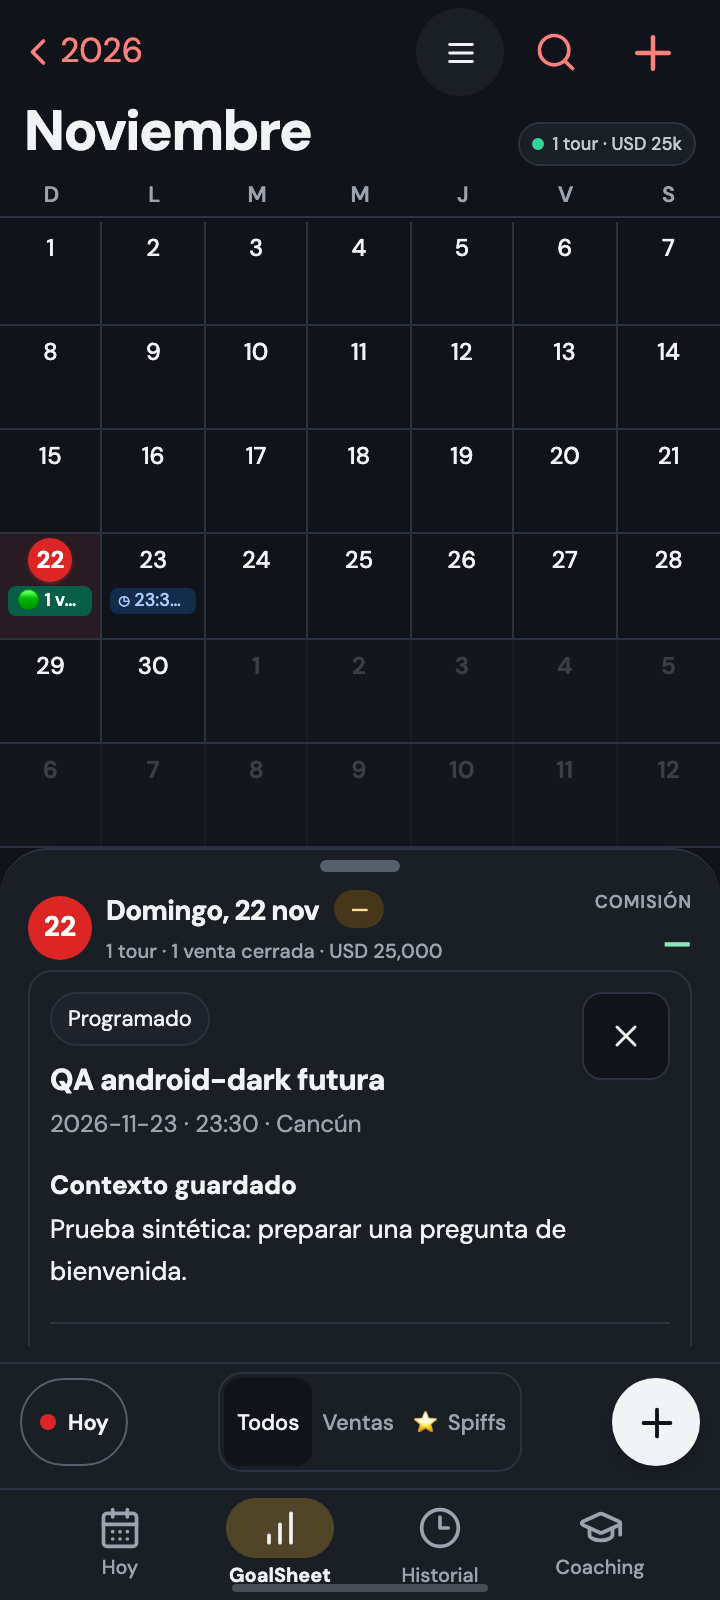 2026
Noviembre
1 tour · USD 25k
D L M M J V S
1 2 3 4 5 6 7
8 9 10 11 12 13 14
15 16 17 18 19 20 21
22 23 24 25 26 27 28
1 v... 23:3...
29 30 1 2 3 4 5
6 7 8 9 10 11 12
22
Domingo, 22 nov –
1 tour · 1 venta cerrada · USD 25,000
COMISIÓN
—
Programado
QA android-dark futura
2026-11-23 · 23:30 · Cancún
Contexto guardado
Prueba sintética: preparar una pregunta de
bienvenida.
Hoy Todos Ventas ⭐ Spiffs
Hoy GoalSheet Historial Coaching